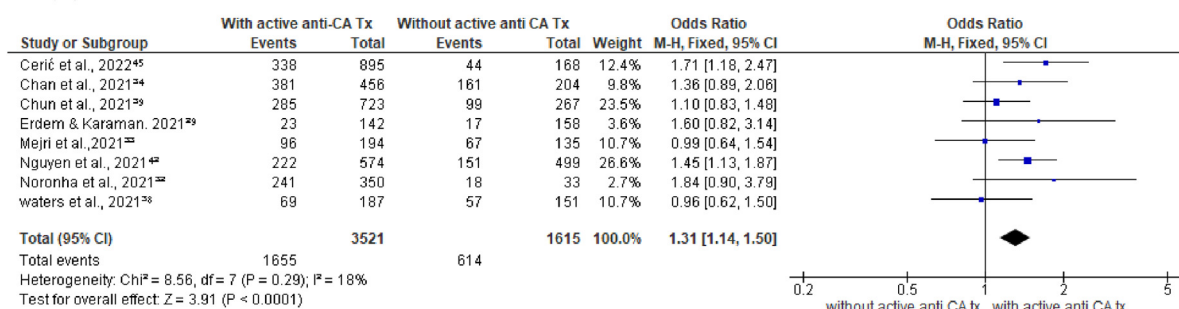 With active anti-CA Tx Without active anti CA Tx Odds Ratio Odds Ratio
Study or Subgroup Events Total Events Total Weight M-H, Fixed, 95% CI M-H, Fixed, 95% CI
Cerić et al., 2022⁴⁵ 338 895 44 168 12.4% 1.71 [1.18, 2.47]
Chan et al., 2021³⁴ 381 456 161 204 9.8% 1.36 [0.89, 2.06]
Chun et al., 2021³⁹ 285 723 99 267 23.5% 1.10 [0.83, 1.48]
Erdem & Karaman. 2021²⁹ 23 142 17 158 3.6% 1.60 [0.82, 3.14]
Mejri et al.,2021³³ 96 194 67 135 10.7% 0.99 [0.64, 1.54]
Nguyen et al., 2021⁴² 222 574 151 499 26.6% 1.45 [1.13, 1.87]
Noronha et al., 2021³² 241 350 18 33 2.7% 1.84 [0.90, 3.79]
waters et al., 2021³⁸ 69 187 57 151 10.7% 0.96 [0.62, 1.50]
Total (95% CI) 3521 1615 100.0% 1.31 [1.14, 1.50]
Total events 1655 614
Heterogeneity: Chi² = 8.56, df = 7 (P = 0.29); I² = 18%
Test for overall effect: Z = 3.91 (P < 0.0001)
0.2 0.5 1 2 5
without active anti CA tx with active anti CA tx